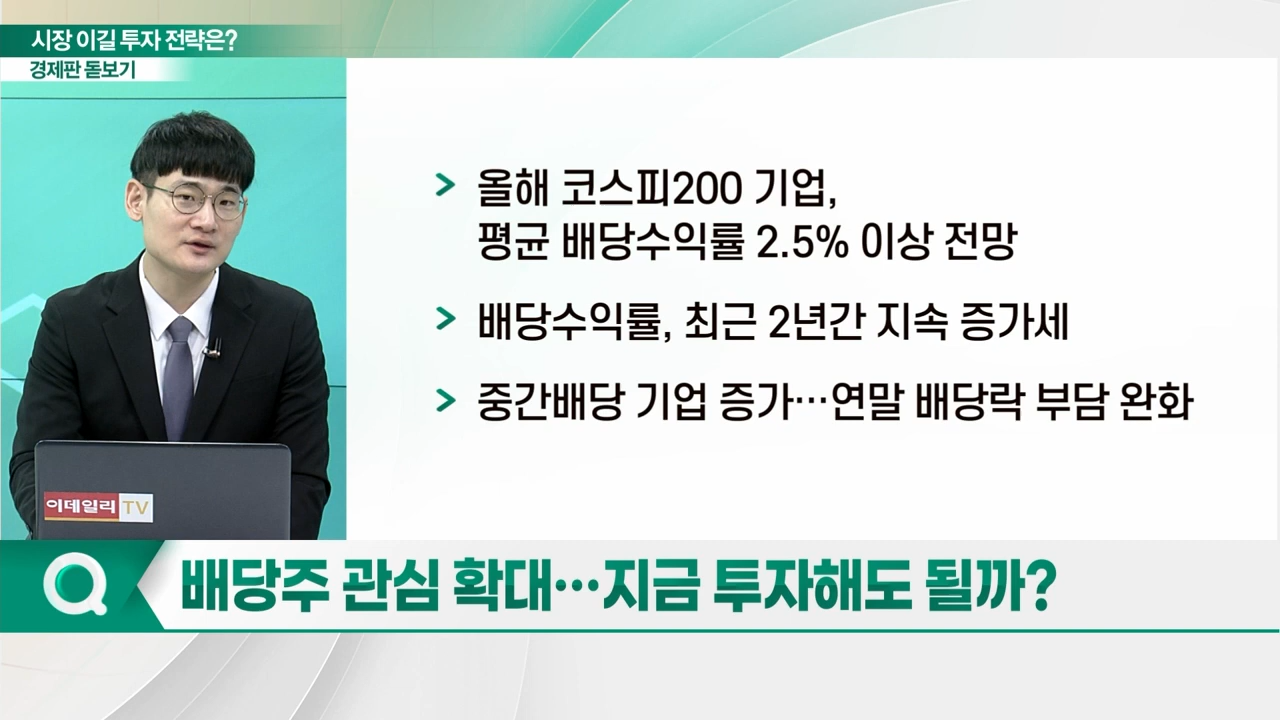 시장 이길 투자 전략은?
경제판 돋보기
> 올해 코스피200 기업,
평균 배당수익률 2.5% 이상 전망
> 배당수익률, 최근 2년간 지속 증가세
> 중간배당 기업 증가…연말 배당락 부담 완화
이데일리 TV
Q 배당주 관심 확대…지금 투자해도 될까?